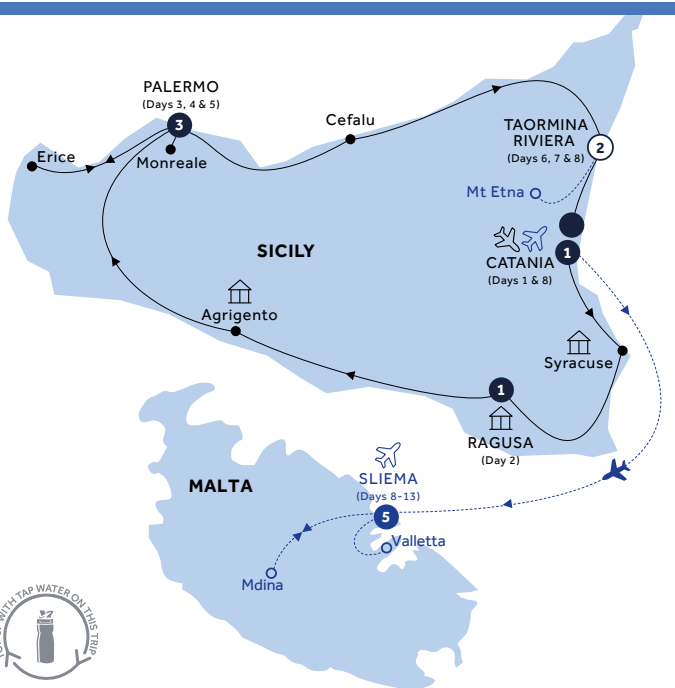 PALERMO
(Days 3, 4 & 5)
3
Cefalu
Erice
Monreale
TAORMINA
RIVIERA
(Days 6, 7 & 8)
2
Mt Etna
SICILY
1
CATANIA
(Days 1 & 8)
Agrigento
Syracuse
1
RAGUSA
(Day 2)
MALTA
SLIEMA
(Days 8-13)
5
Valletta
Mdina
WITH TAP WATER ON THIS TRIP